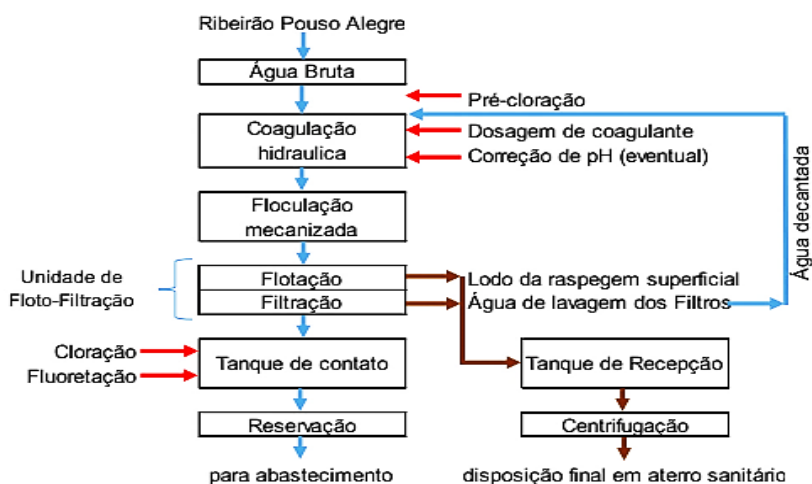 Ribeirão Pouso Alegre
Água Bruta
Pré-cloração
Coagulação
hidraulica
Dosagem de coagulante
Correção de pH (eventual)
Água decantada
Floculação
mecanizada
Unidade de
Floto-Filtração
Flotação
Filtração
Lodo da raspegem superficial
Água de lavagem dos Filtros
Cloração
Fluoretação
Tanque de contato
Tanque de Recepção
Reservação
Centrifugação
para abastecimento
disposição final em aterro sanitário